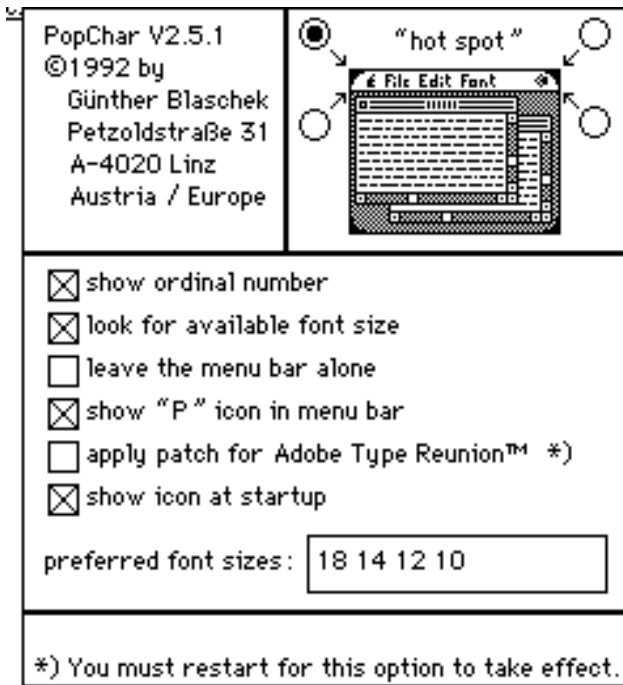 PopChar V2.5.1
©1992 by
Günther Blaschek
Petzoldstraße 31
A-4020 Linz
Austria / Europe
"hot spot"
File Edit Font
show ordinal number
look for available font size
leave the menu bar alone
show "P" icon in menu bar
apply patch for Adobe Type Reunion™ *)
show icon at startup
preferred font sizes: 18 14 12 10
*) You must restart for this option to take effect.